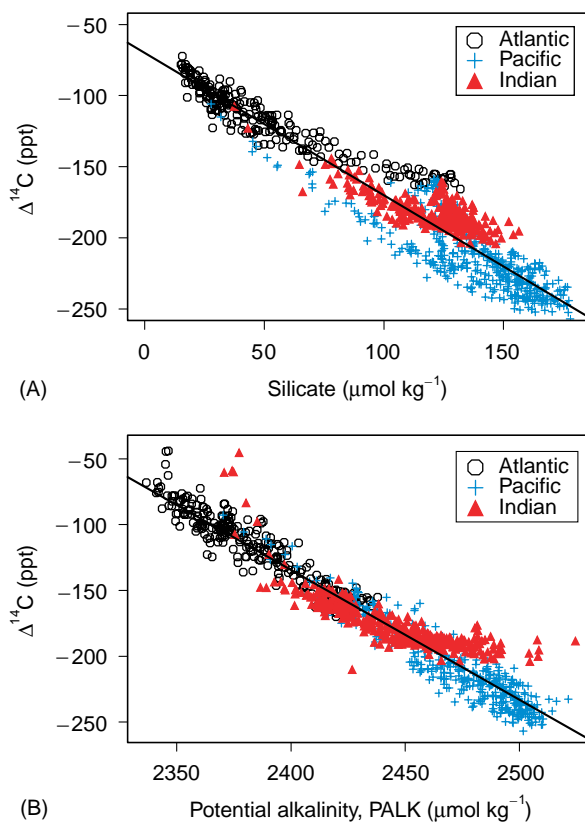 −50
−100
−150
−200
−250
Δ¹⁴C (ppt)
Atlantic
Pacific
Indian
0
50
100
150
(A)
Silicate (μmol kg⁻¹)
−50
−100
−150
−200
−250
Δ¹⁴C (ppt)
Atlantic
Pacific
Indian
2350
2400
2450
2500
(B)
Potential alkalinity, PALK (μmol kg⁻¹)